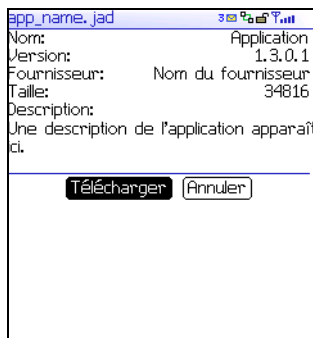 app_name.jad 3
Nom: Application
Version: 1.3.0.1
Fournisseur: Nom du fournisseur
Taille: 34816
Description:
Une description de l'application apparaît
ici.
Télécharger Annuler